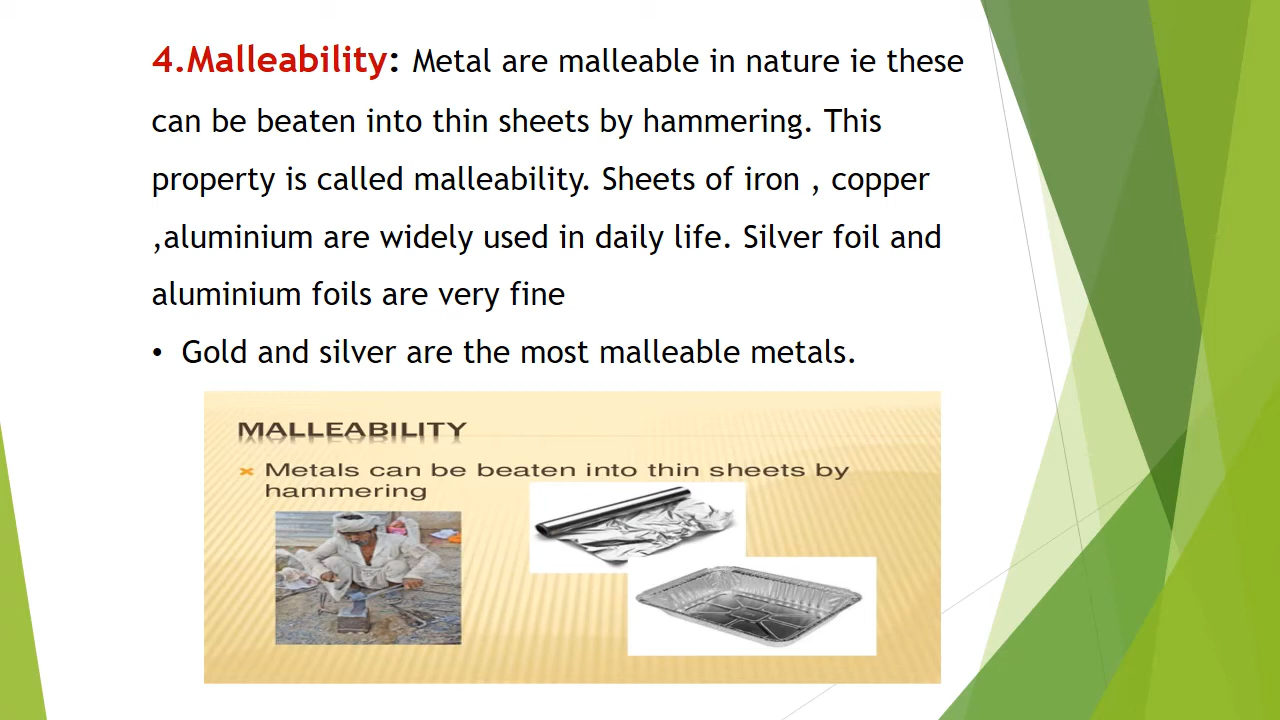 4.Malleability: Metal are malleable in nature ie these
can be beaten into thin sheets by hammering. This
property is called malleability. Sheets of iron , copper
,aluminium are widely used in daily life. Silver foil and
aluminium foils are very fine
• Gold and silver are the most malleable metals.
MALLEABILITY
Metals can be beaten into thin sheets by
hammering